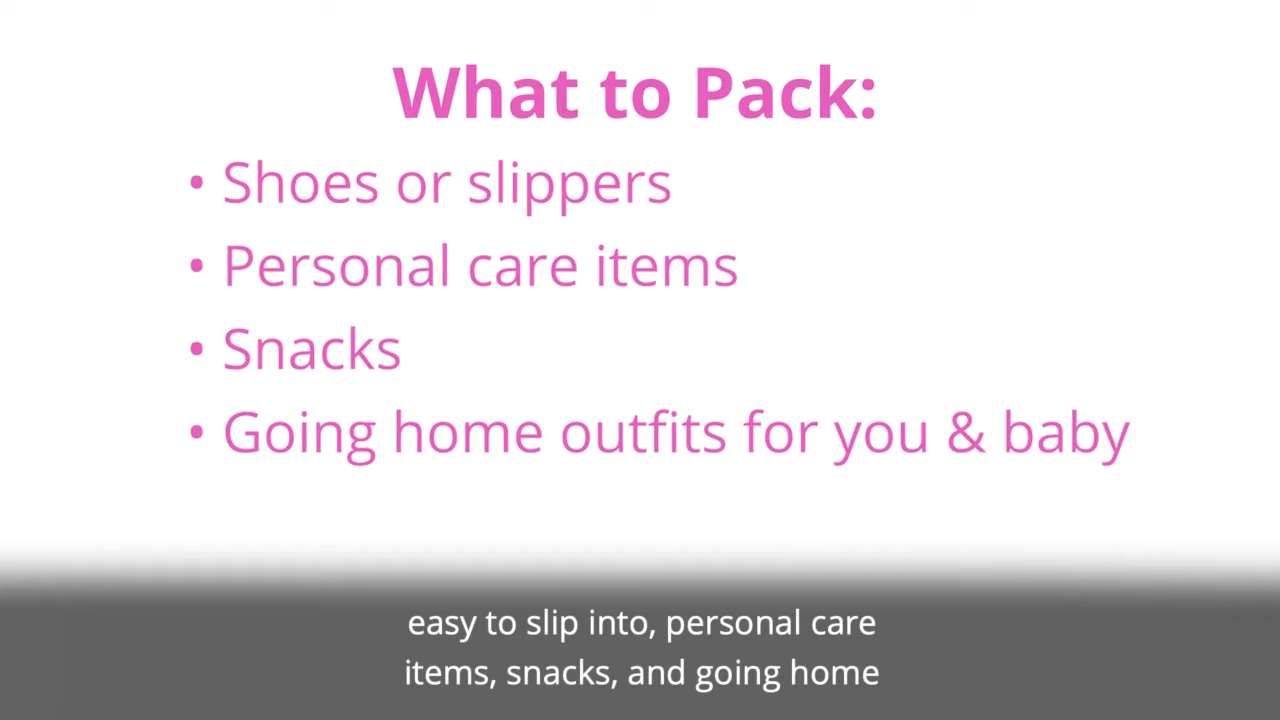 What to Pack:
• Shoes or slippers
• Personal care items
• Snacks
• Going home outfits for you & baby
easy to slip into, personal care
items, snacks, and going home